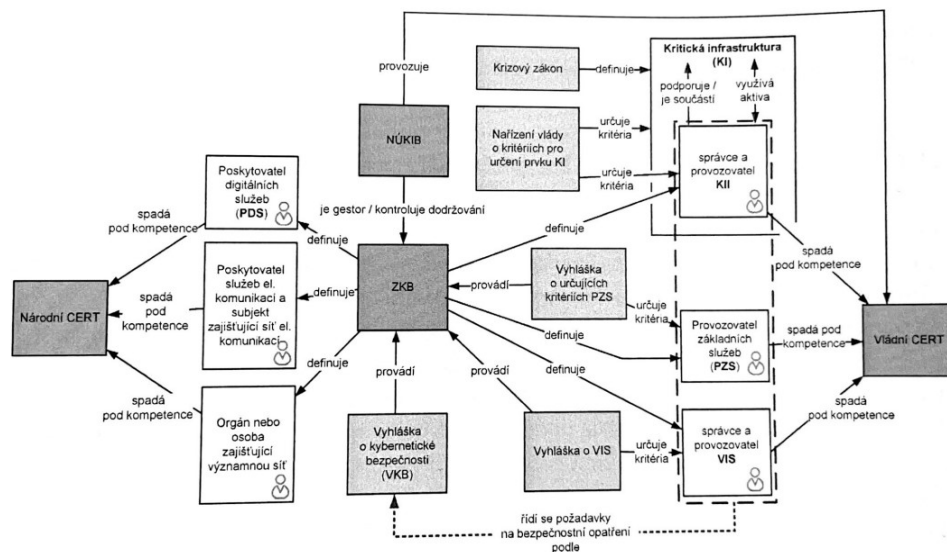 provozuje
Krizový zákon
definuje
Kritická infrastruktura
(KI)
podporuje /
je součástí
využívá
aktiva
NÚKIB
Nařízení vlády
o kritériích pro
určení prvku KI
určuje
kritéria
určuje
kritéria
správce a
provozovatel
KII
Poskytovatel
digitálních
služeb
(PDS)
je gestor / kontroluje dodržování
spadá
pod kompetence
definuje
definuje
spadá
pod kompetence
Národní CERT
spadá
pod kompetence
Poskytovatel
služeb el.
komunikací a
subjekt
zajišťující síť el.
komunikací
definuje
ZKB
provádí
Vyhláška
o určujících
kritériích PZS
určuje
kritéria
Provozovatel
základních
služeb
(PZS)
spadá pod
kompetence
Vládní CERT
definuje
definuje
definuje
spadá
pod kompetence
provádí
provádí
spadá
pod kompetence
Orgán nebo
osoba
zajišťující
významnou síť
Vyhláška
o kybernetické
bezpečnosti
(VKB)
Vyhláška o VIS
určuje
kritéria
správce a
provozovatel
VIS
řídí se požadavky
na bezpečnostní opatření
podle